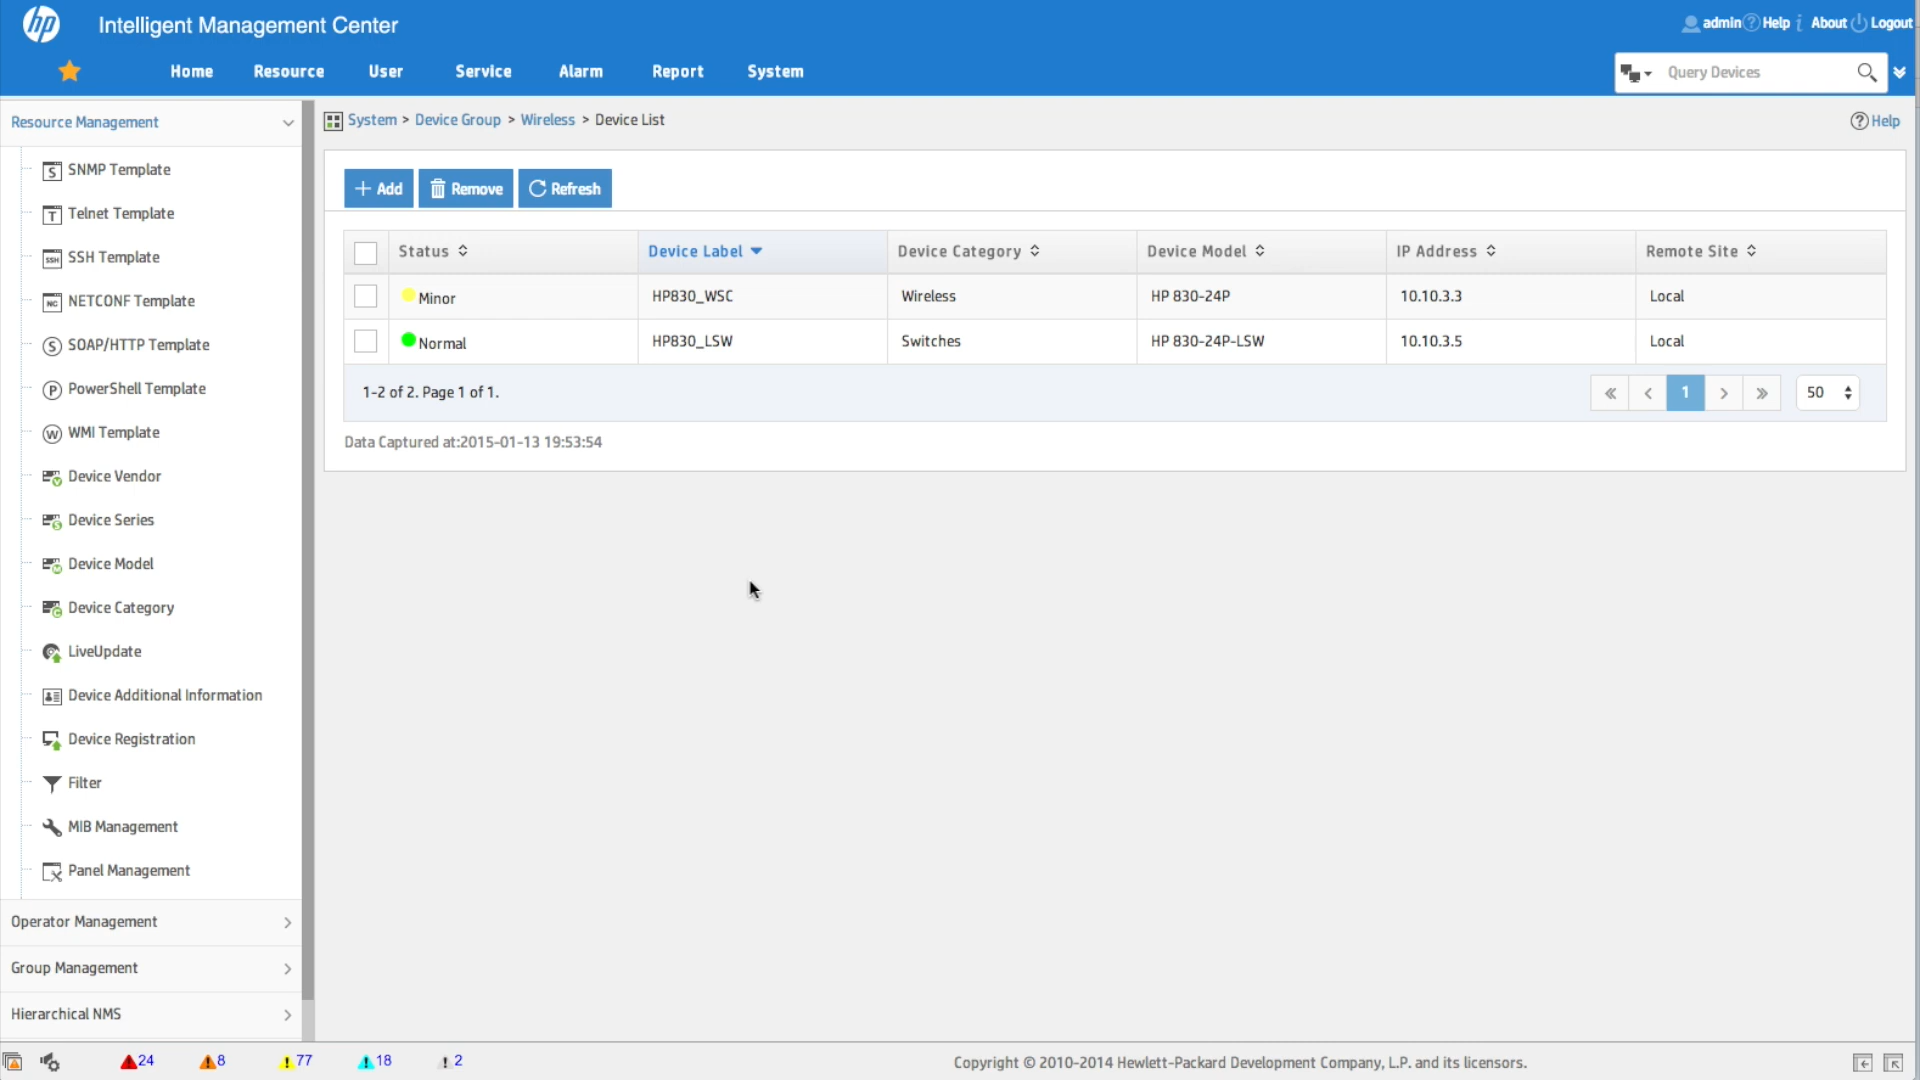 hp Intelligent Management Center
admin Help About Logout
Home Resource User Service Alarm Report System
Query Devices
Resource Management
SNMP Template
Telnet Template
SSH Template
NETCONF Template
SOAP/HTTP Template
PowerShell Template
WMI Template
Device Vendor
Device Series
Device Model
Device Category
LiveUpdate
Device Additional Information
Device Registration
Filter
MIB Management
Panel Management
Operator Management
Group Management
Hierarchical NMS
System > Device Group > Wireless > Device List
Help
Add Remove Refresh
Status Device Label Device Category Device Model IP Address Remote Site
Minor HP830_WSC Wireless HP 830-24P 10.10.3.3 Local
Normal HP830_LSW Switches HP 830-24P-LSW 10.10.3.5 Local
1-2 of 2. Page 1 of 1.
« < 1 > » 50
Data Captured at:2015-01-13 19:53:54
24 8 77 18 2
Copyright © 2010-2014 Hewlett-Packard Development Company, L.P. and its licensors.